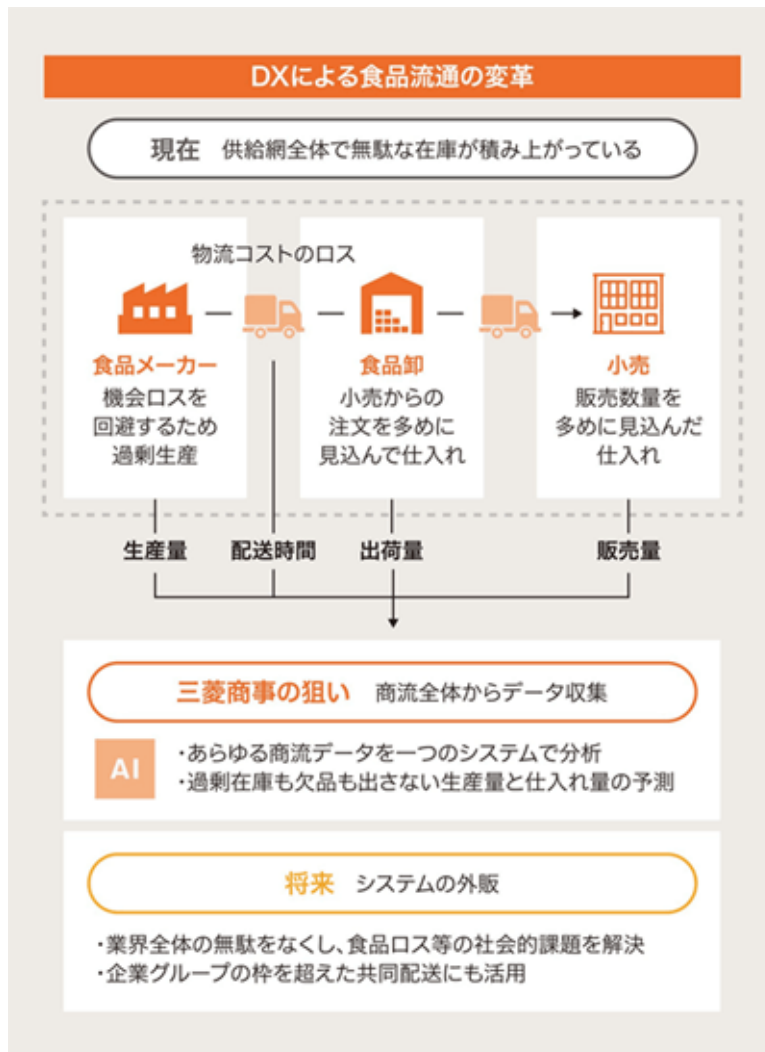 DXによる食品流通の変革
現在 供給網全体で無駄な在庫が積み上がっている
物流コストのロス
食品メーカー
機会ロスを
回避するため
過剰生産
食品卸
小売からの
注文を多めに
見込んで仕入れ
小売
販売数量を
多めに見込んだ
仕入れ
生産量
配送時間
出荷量
販売量
三菱商事の狙い 商流全体からデータ収集
AI
・あらゆる商流データを一つのシステムで分析
・過剰在庫も欠品も出さない生産量と仕入れ量の予測
将来 システムの外販
・業界全体の無駄をなくし、食品ロス等の社会的課題を解決
・企業グループの枠を超えた共同配送にも活用